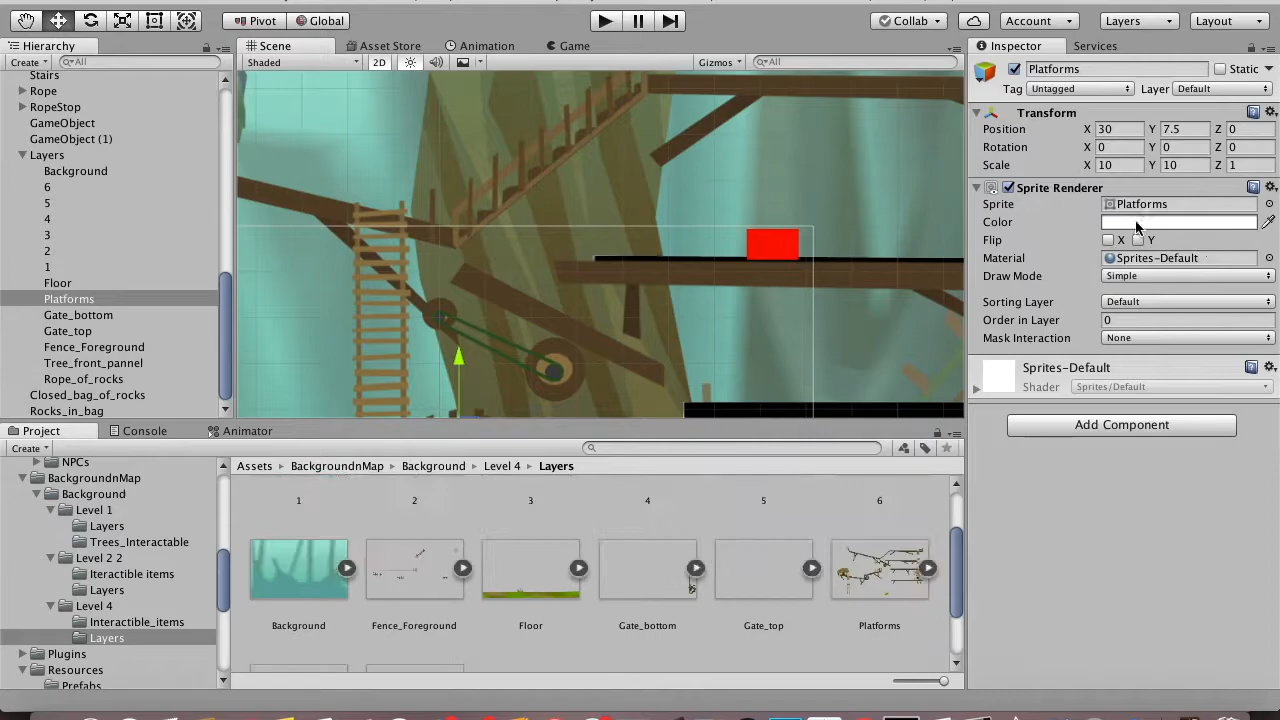 Pivot Global Collab Account Layers Layout
Hierarchy
Create All
Stairs
Rope
RopeStop
GameObject
GameObject (1)
Layers
Background
6
5
4
3
2
1
Floor
Platforms
Gate_bottom
Gate_top
Fence_Foreground
Tree_front_pannel
Rope_of_rocks
Closed_bag_of_rocks
Rocks_in_bag
Scene Asset Store Animation Game
Shaded 2D Gizmos All
Inspector Services
Platforms Static
Tag Untagged Layer Default
Transform
Position X 30 Y 7.5 Z 0
Rotation X 0 Y 0 Z 0
Scale X 10 Y 10 Z 1
Sprite Renderer
Sprite Platforms
Color
Flip X Y
Material Sprites-Default
Draw Mode Simple
Sorting Layer Default
Order in Layer 0
Mask Interaction None
Sprites-Default
Shader Sprites/Default
Add Component
Project Console Animator
Create
NPCs
BackgroundnMap
Background
Level 1
Layers
Trees_Interactable
Level 2 2
Iteractible items
Layers
Level 4
Interactible_items
Layers
Plugins
Resources
Prefabs
Assets BackgroundnMap Background Level 4 Layers
1 2 3 4 5 6
Background Fence_Foreground Floor Gate_bottom Gate_top Platforms